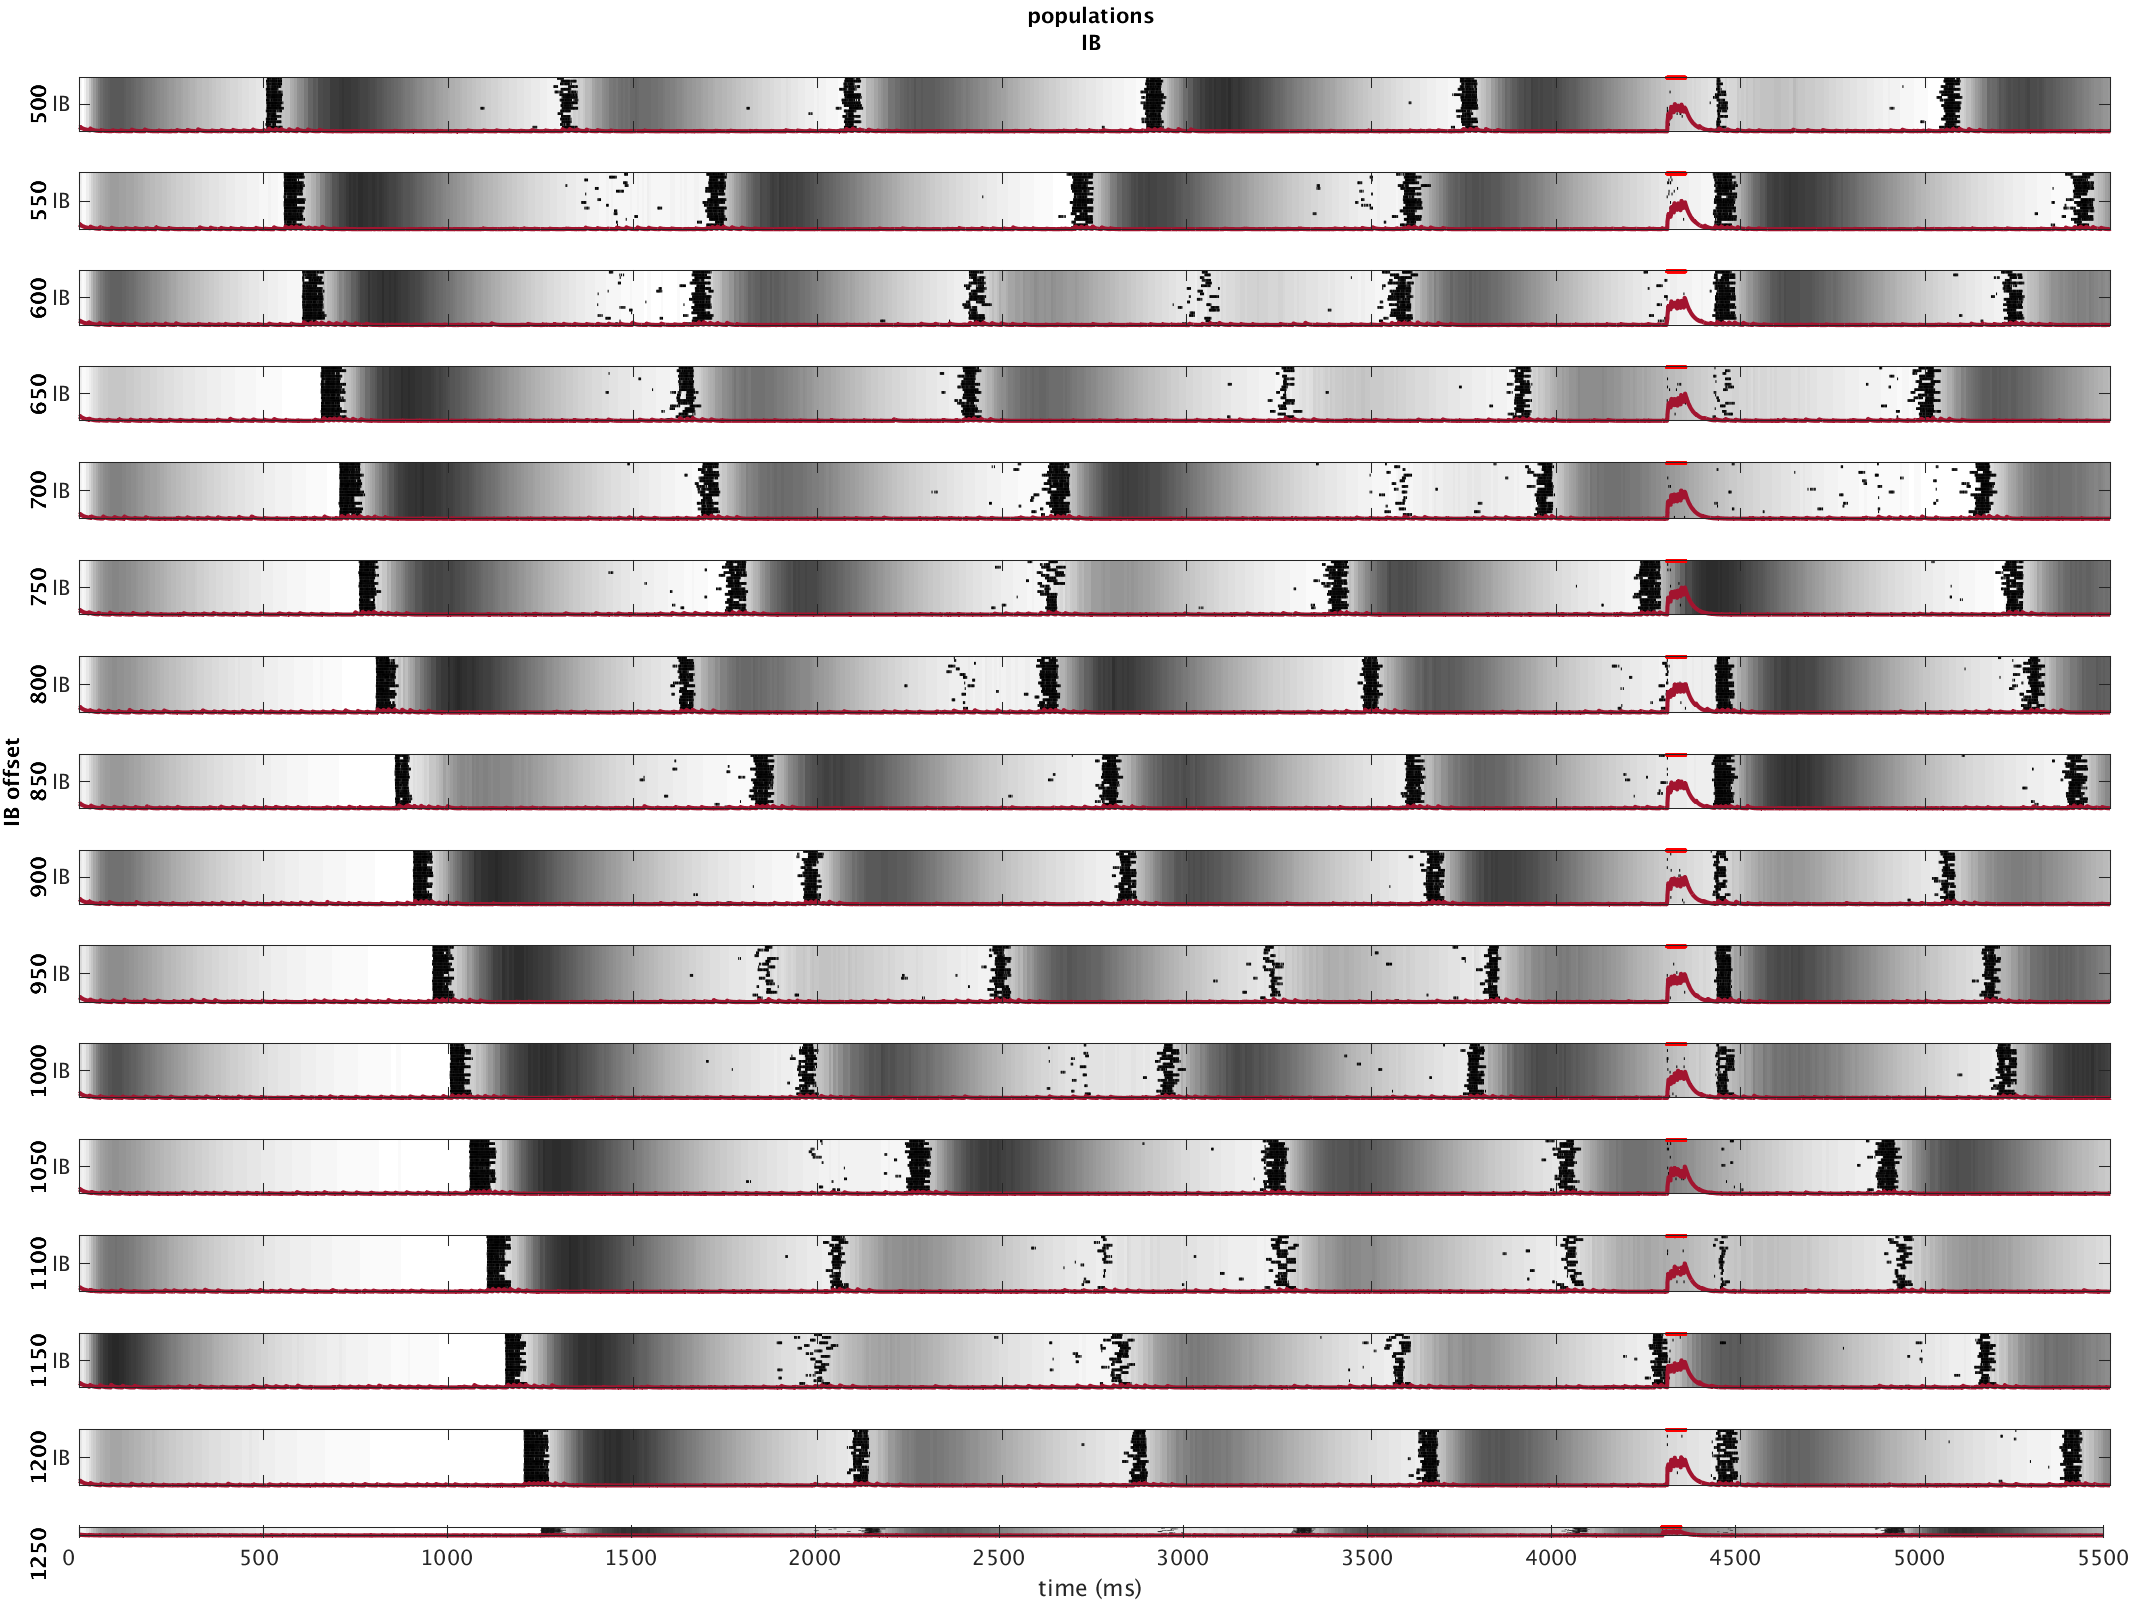 populations
IB
500 IB
550 IB
600 IB
650 IB
700 IB
750 IB
800 IB
850 IB
900 IB
950 IB
1000 IB
1050 IB
1100 IB
1150 IB
1200 IB
1250
IB offset
0 500 1000 1500 2000 2500 3000 3500 4000 4500 5000 5500
time (ms)